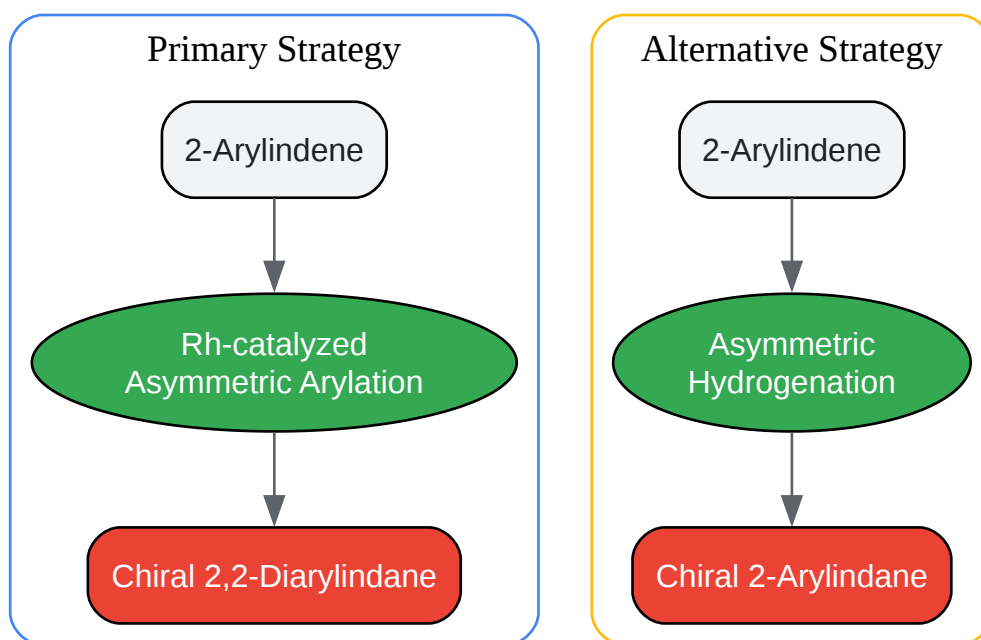 Primary Strategy
2-Arylindene
Rh-catalyzed
Asymmetric Arylation
Chiral 2,2-Diarylindane
Alternative Strategy
2-Arylindene
Asymmetric
Hydrogenation
Chiral 2-Arylindane